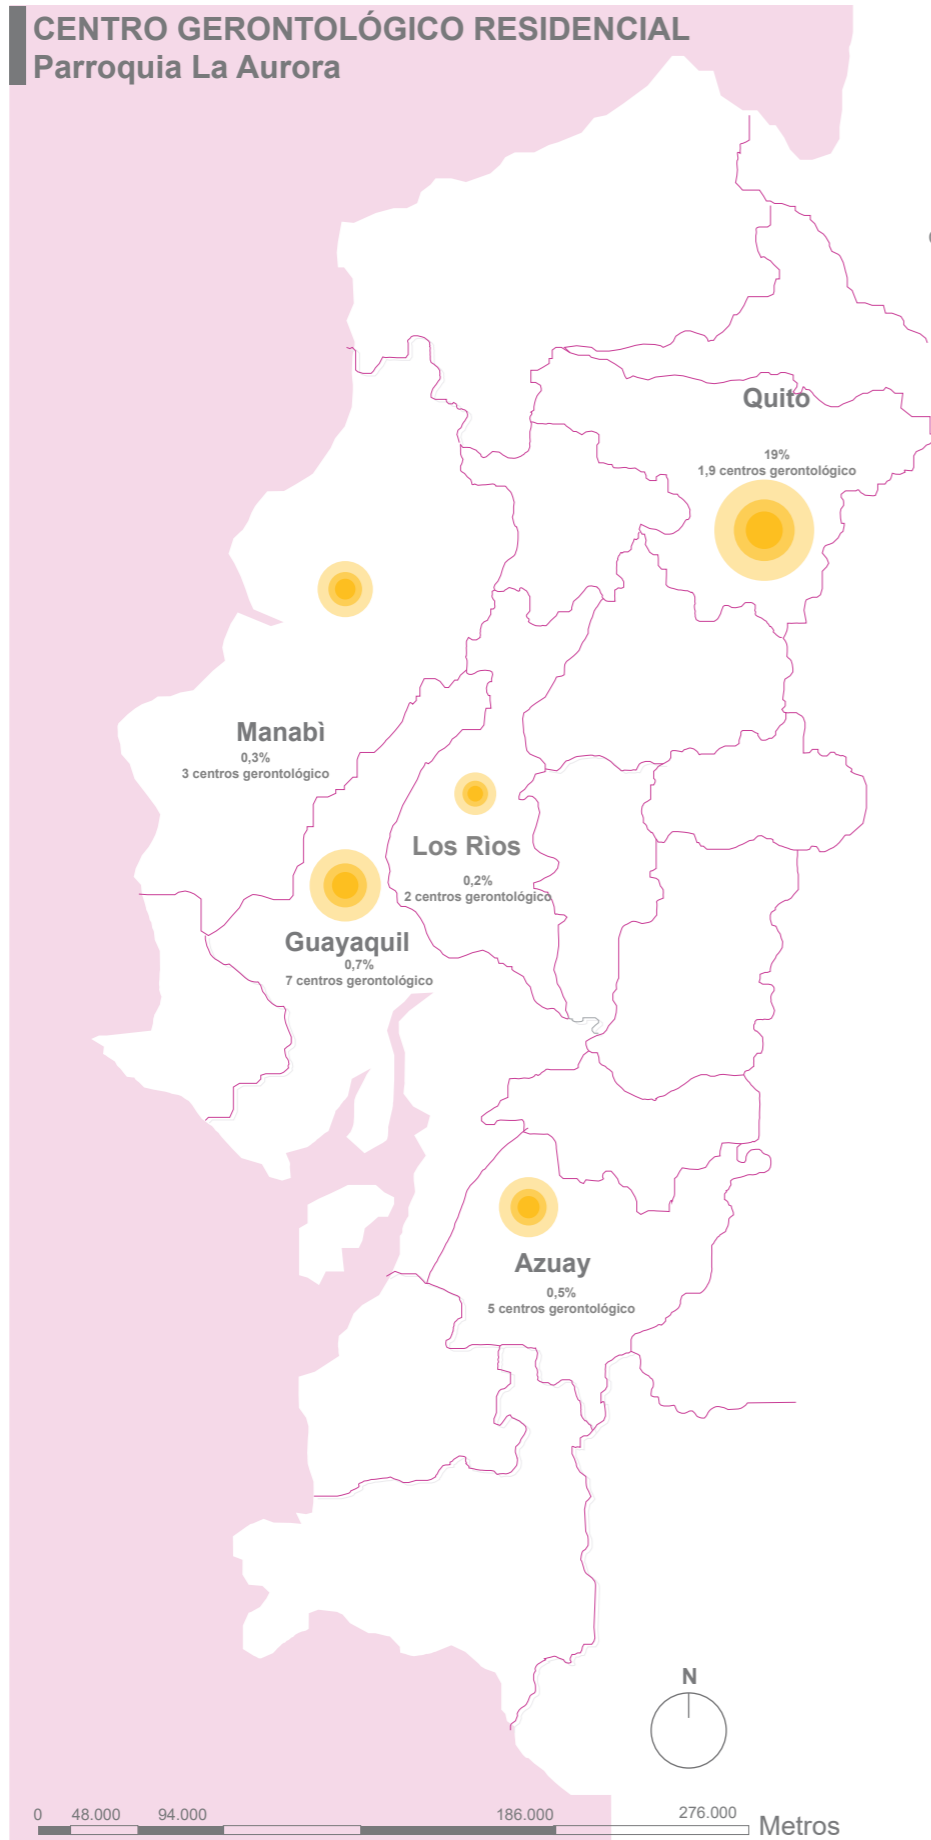 CENTRO GERONTOLÓGICO RESIDENCIAL
Parroquia La Aurora
Quito
19%
1,9 centros gerontológico
Manabì
0,3%
3 centros gerontológico
Los Rìos
0,2%
2 centros gerontológico
Guayaquil
0,7%
7 centros gerontológico
Azuay
0,5%
5 centros gerontológico
N
0 48.000 94.000 186.000 276.000 Metros